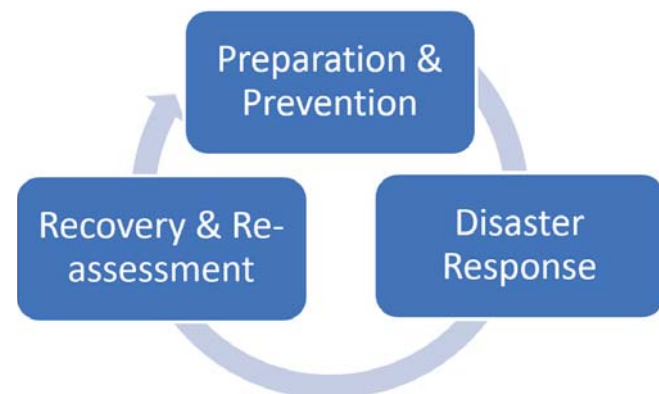 Preparation &
Prevention
Disaster
Response
Recovery & Re-
assessment